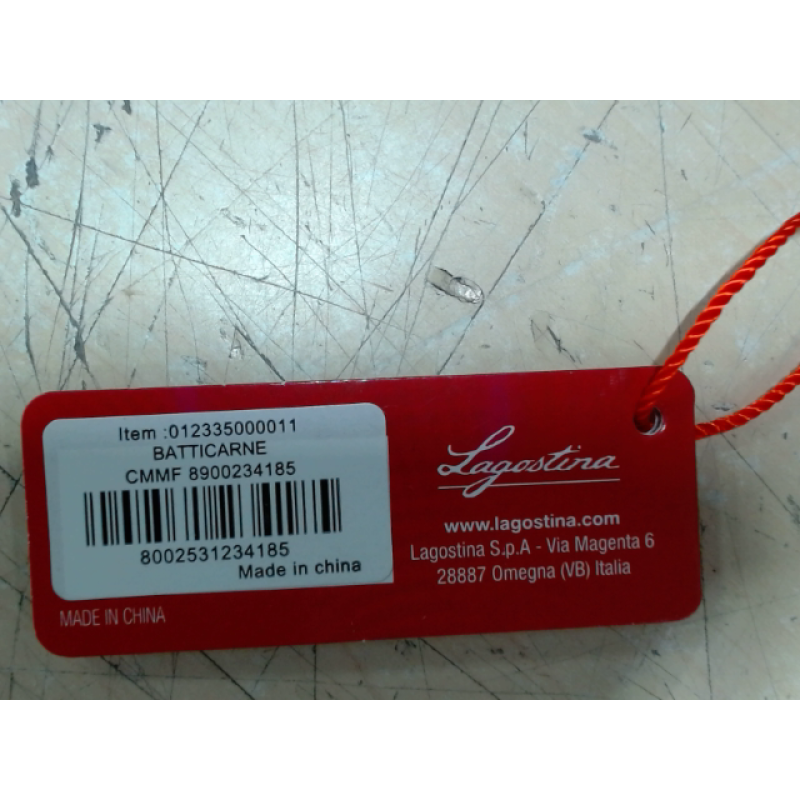 Item :012335000011
BATTICARNE
CMMF 8900234185
8002531234185
Made in china
MADE IN CHINA
Lagostina
www.lagostina.com
Lagostina S.p.A - Via Magenta 6
28887 Omegna (VB) Italia